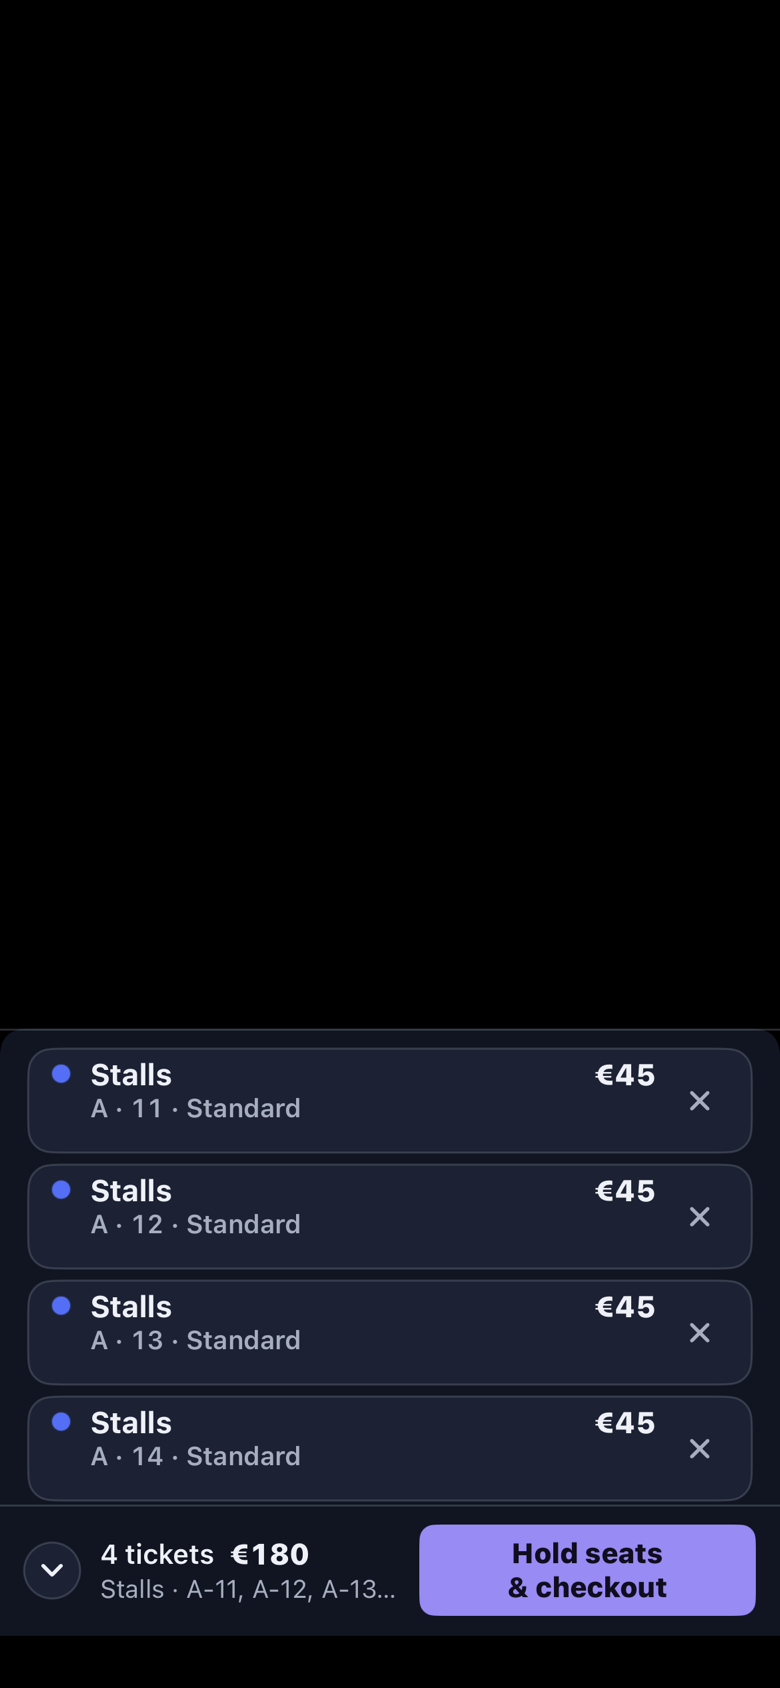 Stalls €45
A · 11 · Standard
Stalls €45
A · 12 · Standard
Stalls €45
A · 13 · Standard
Stalls €45
A · 14 · Standard
4 tickets €180
Stalls · A-11, A-12, A-13...
Hold seats
& checkout